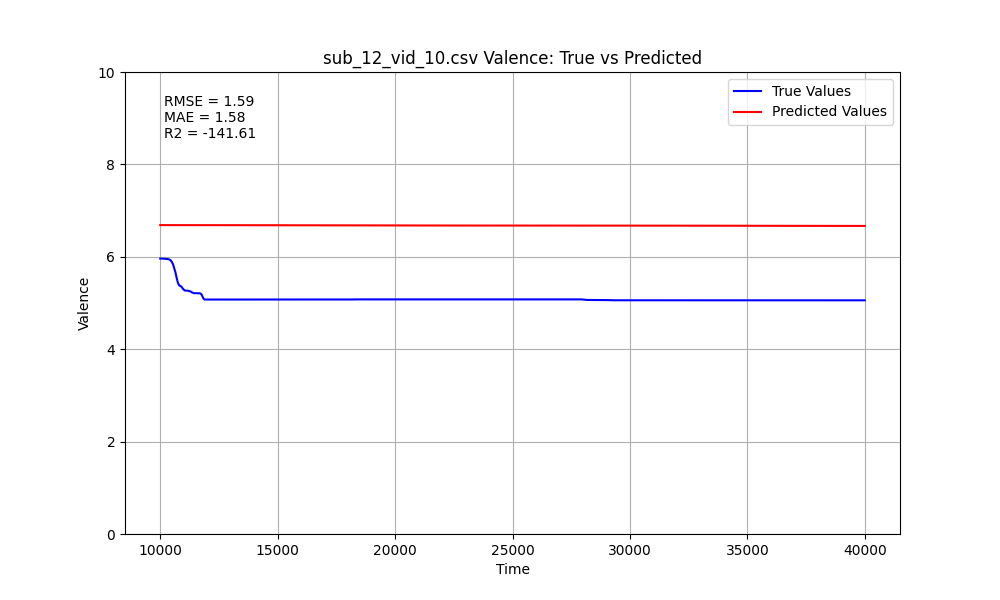 sub_12_vid_10.csv Valence: True vs Predicted
RMSE = 1.59
MAE = 1.58
R2 = -141.61
True Values
Predicted Values
Valence
10
8
6
4
2
0
10000
15000
20000
25000
30000
35000
40000
Time